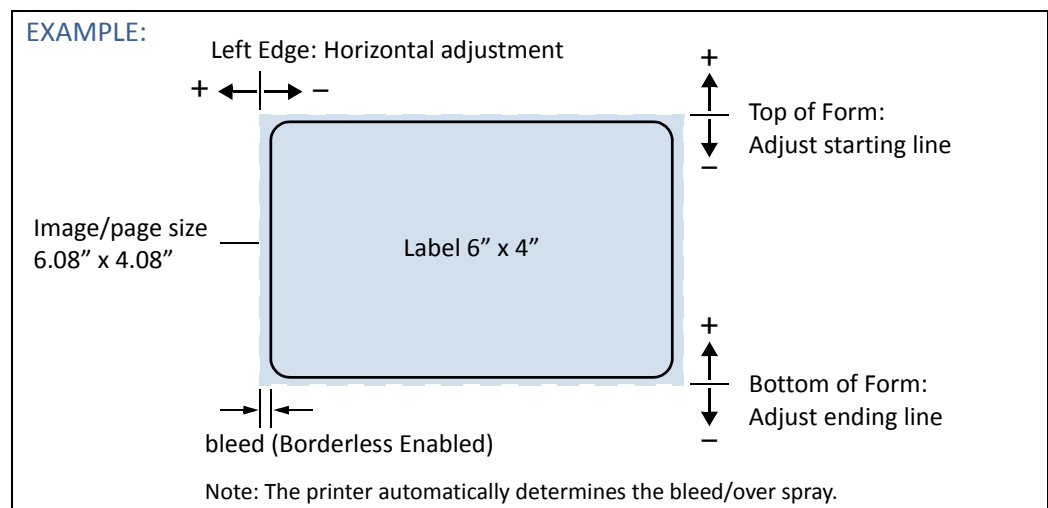 EXAMPLE:
Left Edge: Horizontal adjustment
+ –
+
Top of Form:
Adjust starting line
–
Image/page size
6.08” x 4.08”
Label 6” x 4”
+
Bottom of Form:
Adjust ending line
–
bleed (Borderless Enabled)
Note: The printer automatically determines the bleed/over spray.